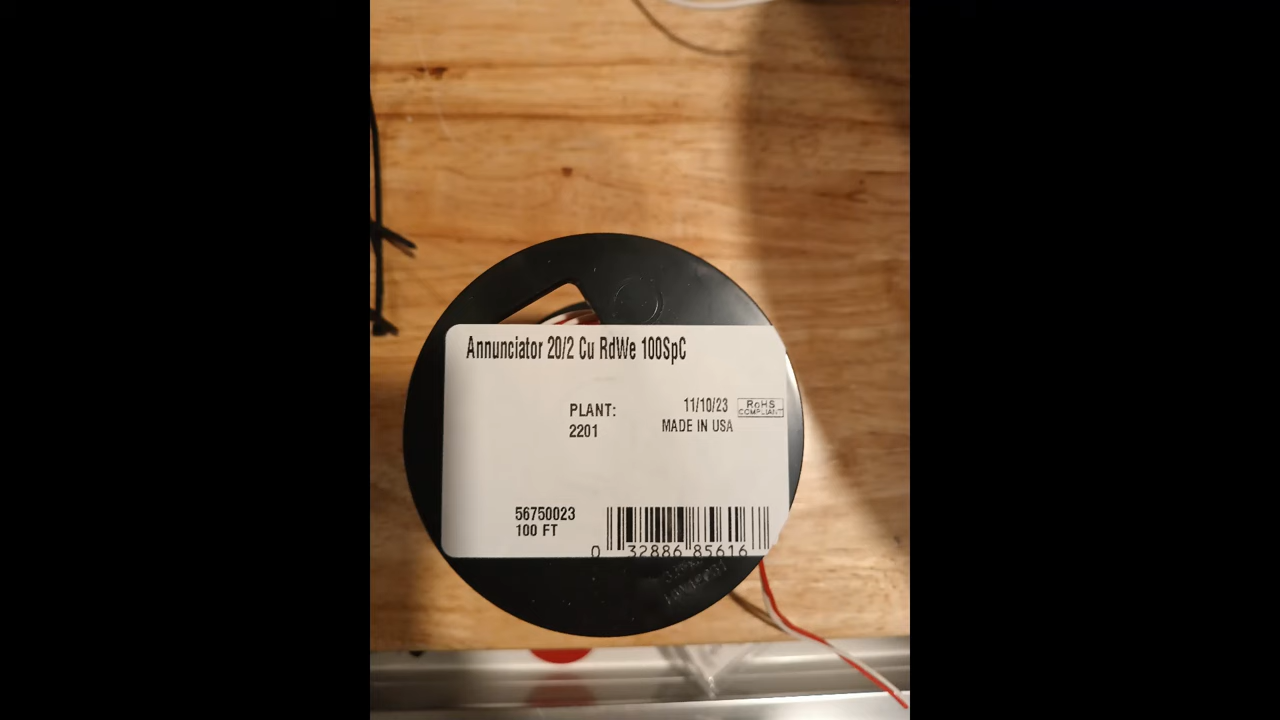 Annunciator 20/2 Cu RdWe 100SpC
PLANT:
2201
11/10/23
MADE IN USA
RoHS
COMPLIANT
56750023
100 FT
0 32886 85616